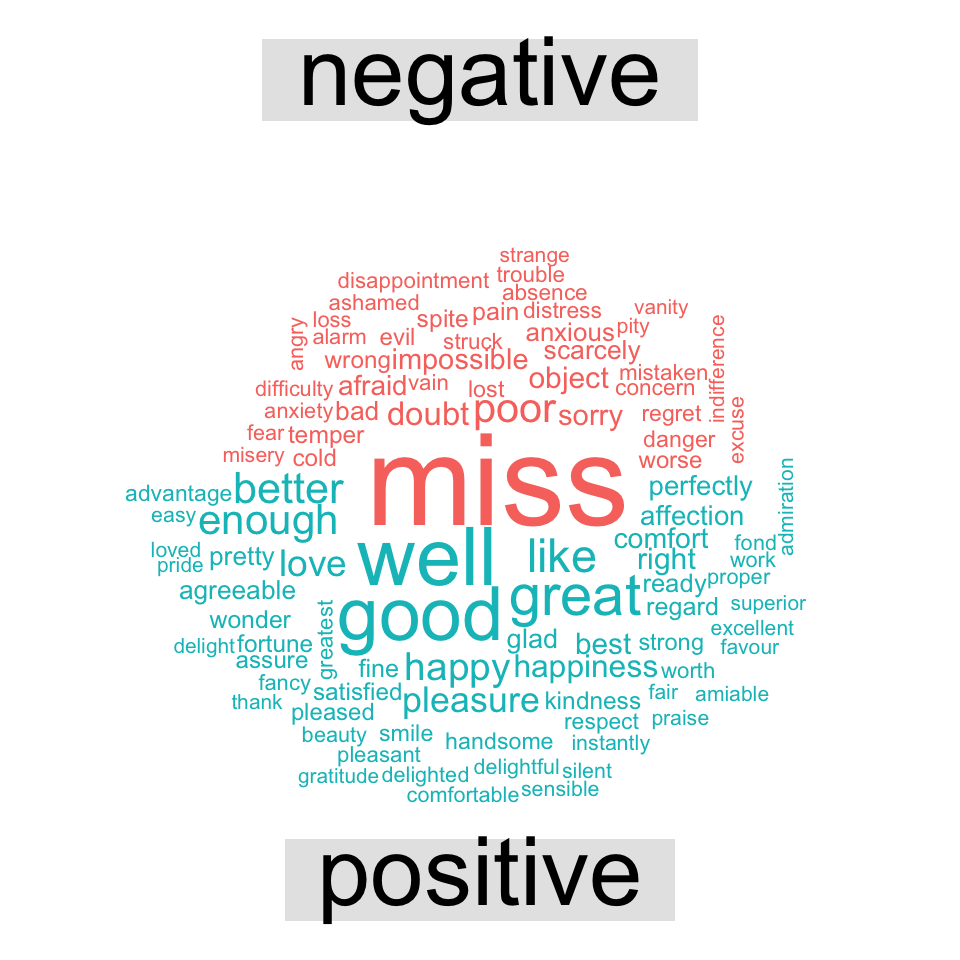 negative
strange
trouble
disappointment
absence
ashamed
vanity
loss
spite
pain
distress
angry
alarm
evil
struck
anxious
pity
indifference
wrong
impossible
scarcely
difficulty
afraid
vain
lost
object
mistaken
concern
anxiety
bad
doubt
poor
sorry
regret
excuse
fear
temper
danger
misery
cold
miss
worse
advantage
better
perfectly
admiration
easy
enough
affection
loved
pride
pretty
love
well
like
comfort
right
fond
work
agreeable
good
great
ready
proper
wonder
greatest
regard
superior
delight
fortune
glad
best
strong
excellent
favour
assure
fine
happy
happiness
worth
fancy
satisfied
pleasure
kindness
fair
amiable
thank
pleased
respect
praise
beauty
smile
handsome
instantly
pleasant
gratitude
delighted
delightful
silent
comfortable
sensible
positive